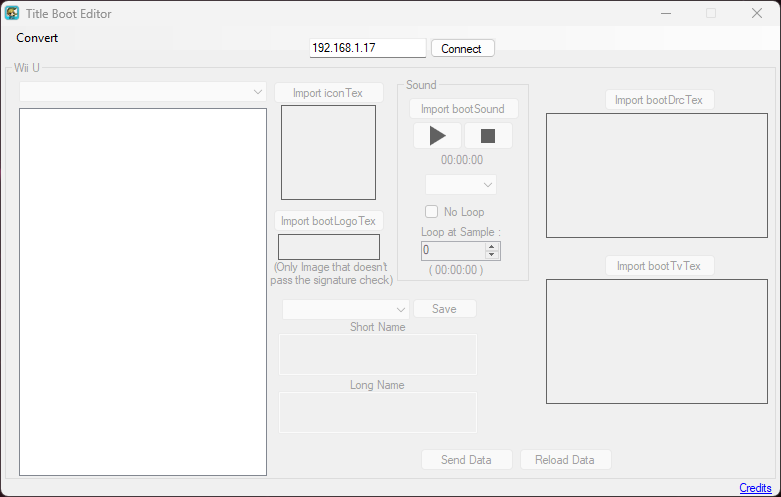 Title Boot Editor
Convert
192.168.1.17
Connect
Wii U
Import iconTex
Sound
Import bootSound
00:00:00
No Loop
Loop at Sample :
0
( 00:00:00 )
Import bootLogoTex
(Only Image that doesn't
pass the signature check)
Save
Short Name
Long Name
Import bootDrcTex
Import bootTvTex
Send Data
Reload Data
Credits